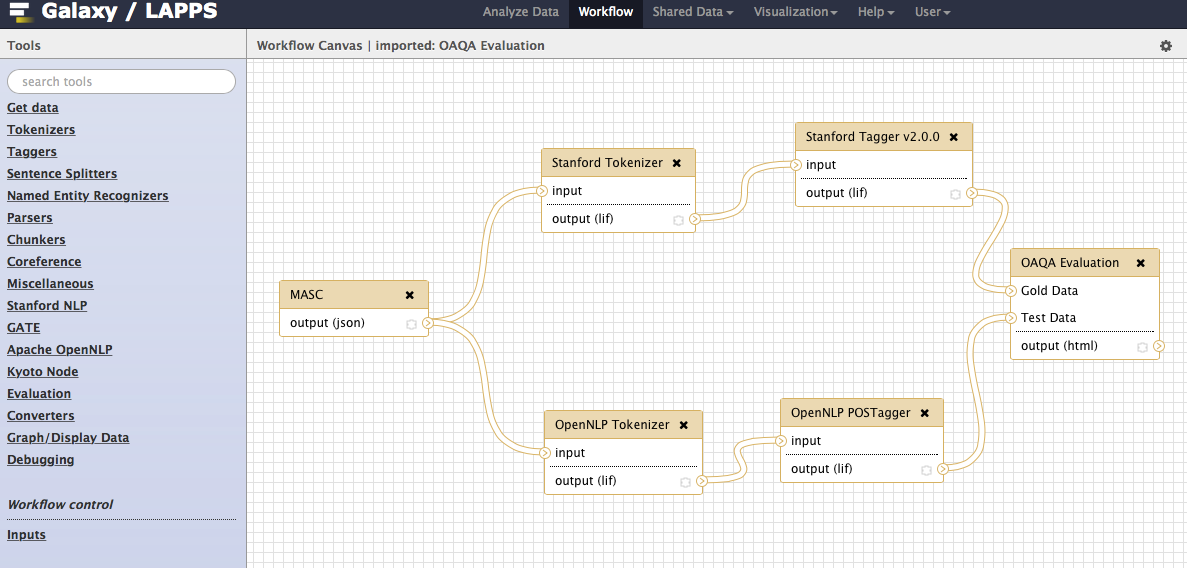 Galaxy / LAPPS
Analyze Data Workflow Shared Data Visualization Help User
Tools
search tools
Get data
Tokenizers
Taggers
Sentence Splitters
Named Entity Recognizers
Parsers
Chunkers
Coreference
Miscellaneous
Stanford NLP
GATE
Apache OpenNLP
Kyoto Node
Evaluation
Converters
Graph/Display Data
Debugging
Workflow control
Inputs
Workflow Canvas | imported: OAQA Evaluation
MASC
output (json)
Stanford Tokenizer
input
output (lif)
Stanford Tagger v2.0.0
input
output (lif)
OpenNLP Tokenizer
input
output (lif)
OpenNLP POSTagger
input
output (lif)
OAQA Evaluation
Gold Data
Test Data
output (html)